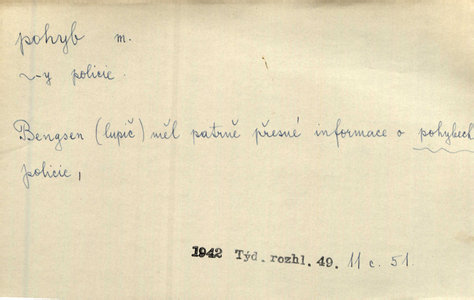 pohyb m.
~y policie.
Bengsen (lupič) měl patrně přesné informace o pohybech
policie,
1942 Týd. rozhl. 49. 11 c. 51.